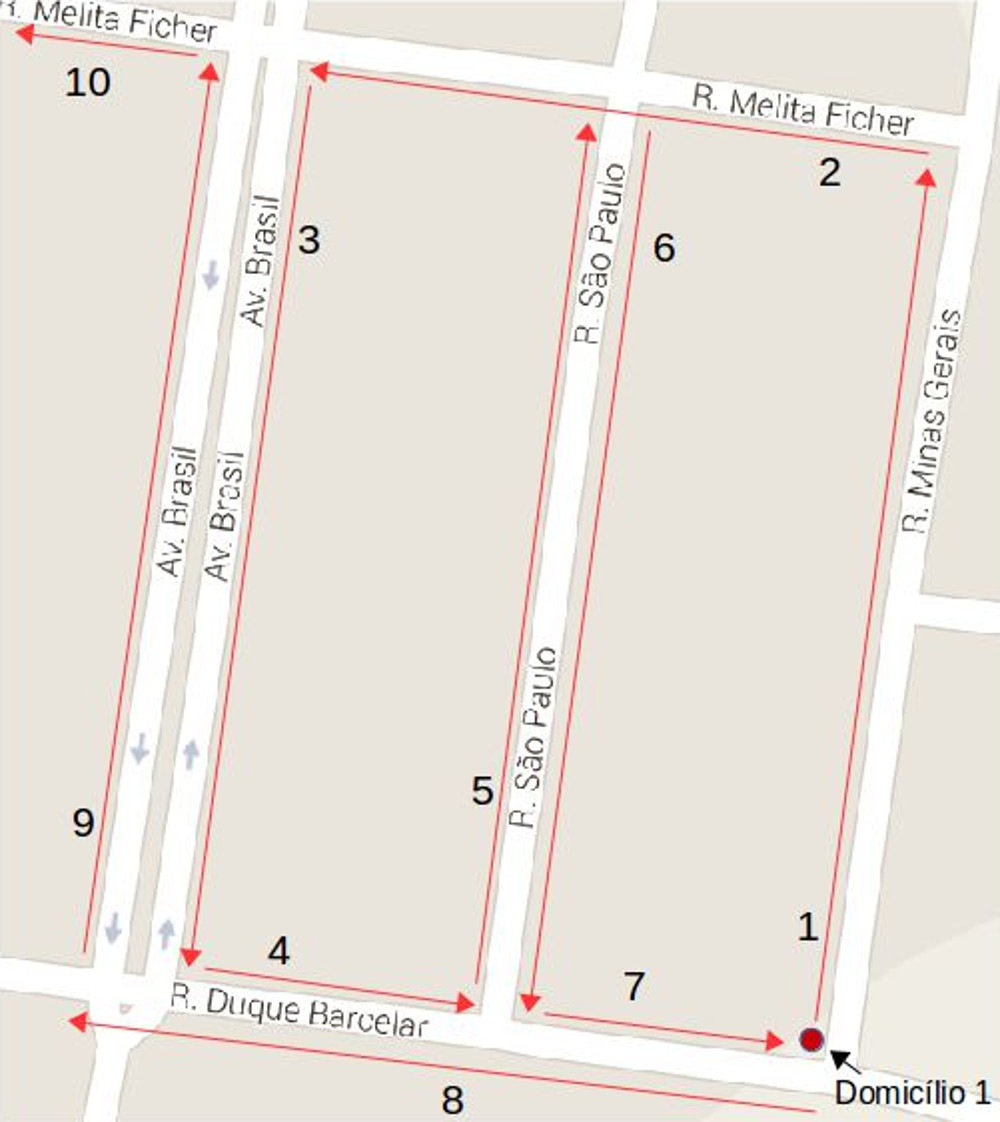 R. Melita Ficher
10
R. Melita Ficher
2
3
6
Av. Brasil
R. São Paulo
R. Minas Gerais
Av. Brasil
Av. Brasil
R. São Paulo
5
9
1
4
7
R. Duque Barcelar
8
Domicílio 1